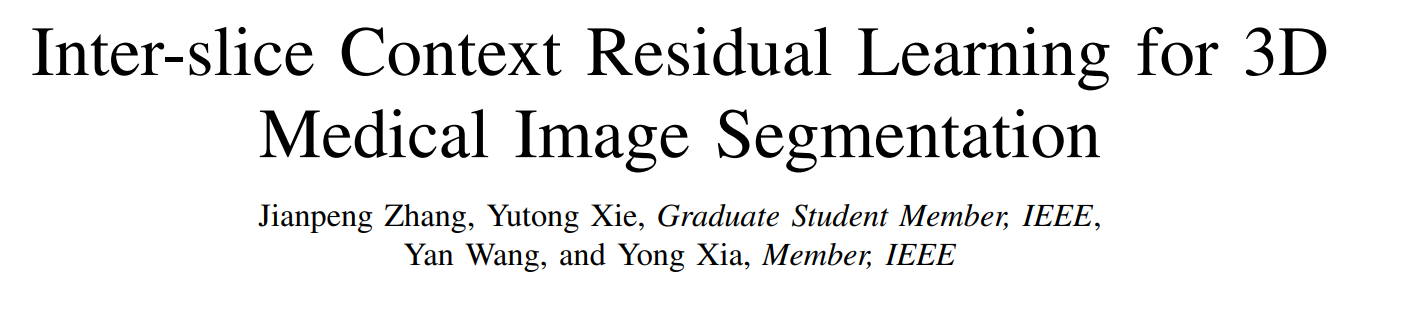 Inter-slice Context Residual Learning for 3D
Medical Image Segmentation
Jianpeng Zhang, Yutong Xie, Graduate Student Member, IEEE,
Yan Wang, and Yong Xia, Member, IEEE